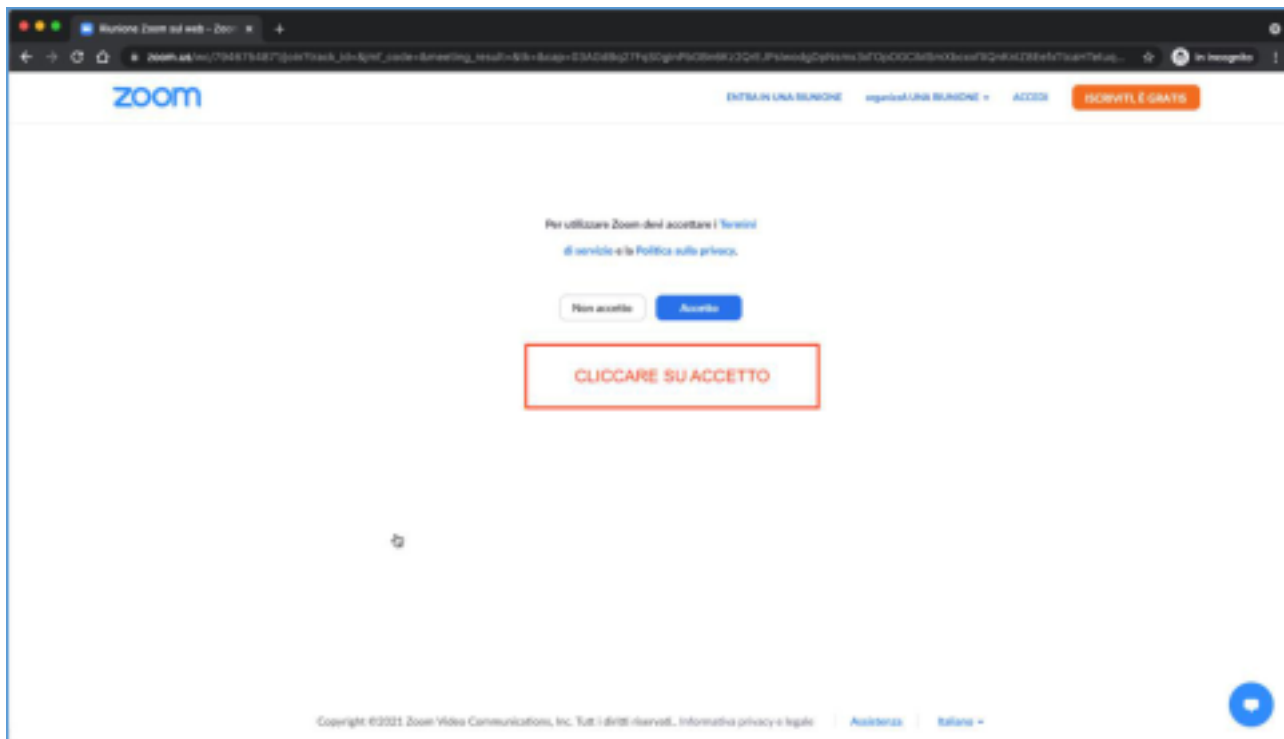 Riunione Zoom sul web - Zoo
In incognito
zoom
ENTRA IN UNA RIUNIONE organizzA UNA RIUNIONE ACCEDI ISCRIVITI, È GRATIS
Per utilizzare Zoom devi accettare i Termini
di servizio e la Politica sulla privacy.
Non accetto Accetto
CLICCARE SU ACCETTO
Copyright ©2021 Zoom Video Communications, Inc. Tutti i diritti riservati. Informativa privacy e legale Assistenza Italiano